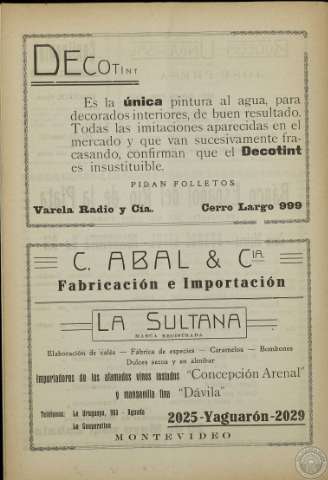 DECOTINT
Es la única pintura al agua, para
decorados interiores, de buen resultado.
Todas las imitaciones aparecidas en el
mercado y que van sucesivamente fra-
casando, confirman que el Decotint
es insustituible.
PIDAN FOLLETOS
Varela Radio y Cía. Cerro Largo 999
C. ABAL & CIA.
Fabricación e Importación
LA SULTANA
MARCA REGISTRADA
Elaboración de cafés — Fábrica de especies — Caramelos — Bombones
Dulces secos y en almíbar
Importadores de los afamados vinos tostados "Concepción Arenal"
y manzanilla fina "Dávila"
Teléfonos: La Uruguaya, 913 - Aguada
La Cooperativa
2025-Yaguarón-2029
MONTEVIDEO